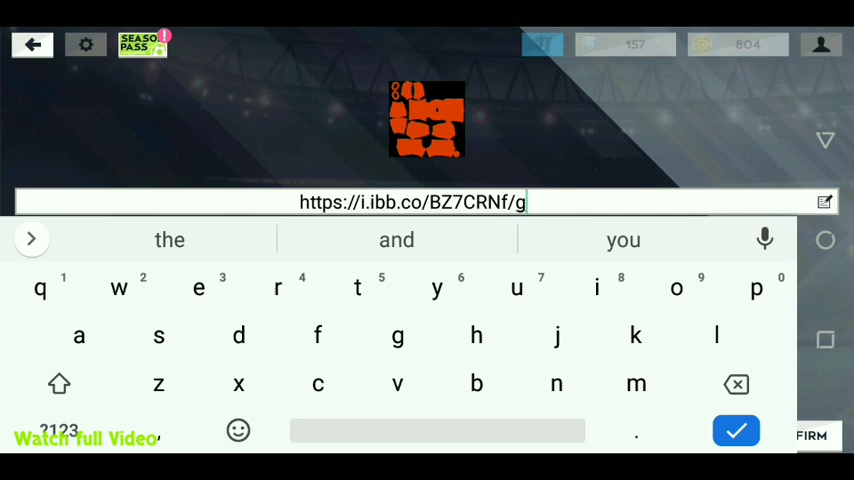 SEASON PASS
!
157
804
https://i.ibb.co/BZ7CRNf/g
the and you
q 1 w 2 e 3 r 4 t 5 y 6 u 7 i 8 o 9 p 0
a s d f g h j k l
z x c v b n m
?123 , .
Watch full Video
FIRM